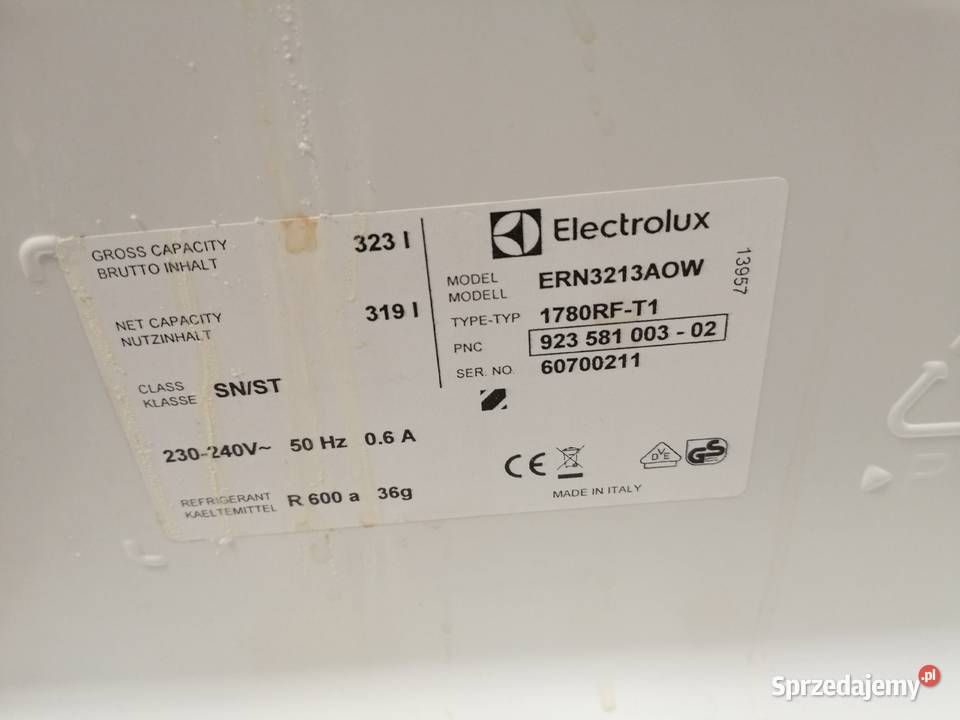 GROSS CAPACITY
BRUTTO INHALT
323 l
NET CAPACITY
NUTZINHALT
319 l
CLASS
KLASSE
SN/ST
230-240V~ 50 Hz 0.6 A
REFRIGERANT
KAELTEMITTEL
R 600 a 36g
Electrolux
MODEL
MODELL
ERN3213AOW
TYPE-TYP 1780RF-T1
PNC 923 581 003 - 02
SER. NO. 60700211
13957
CE
VDE
GS
MADE IN ITALY
P
Sprzedajemy.pl